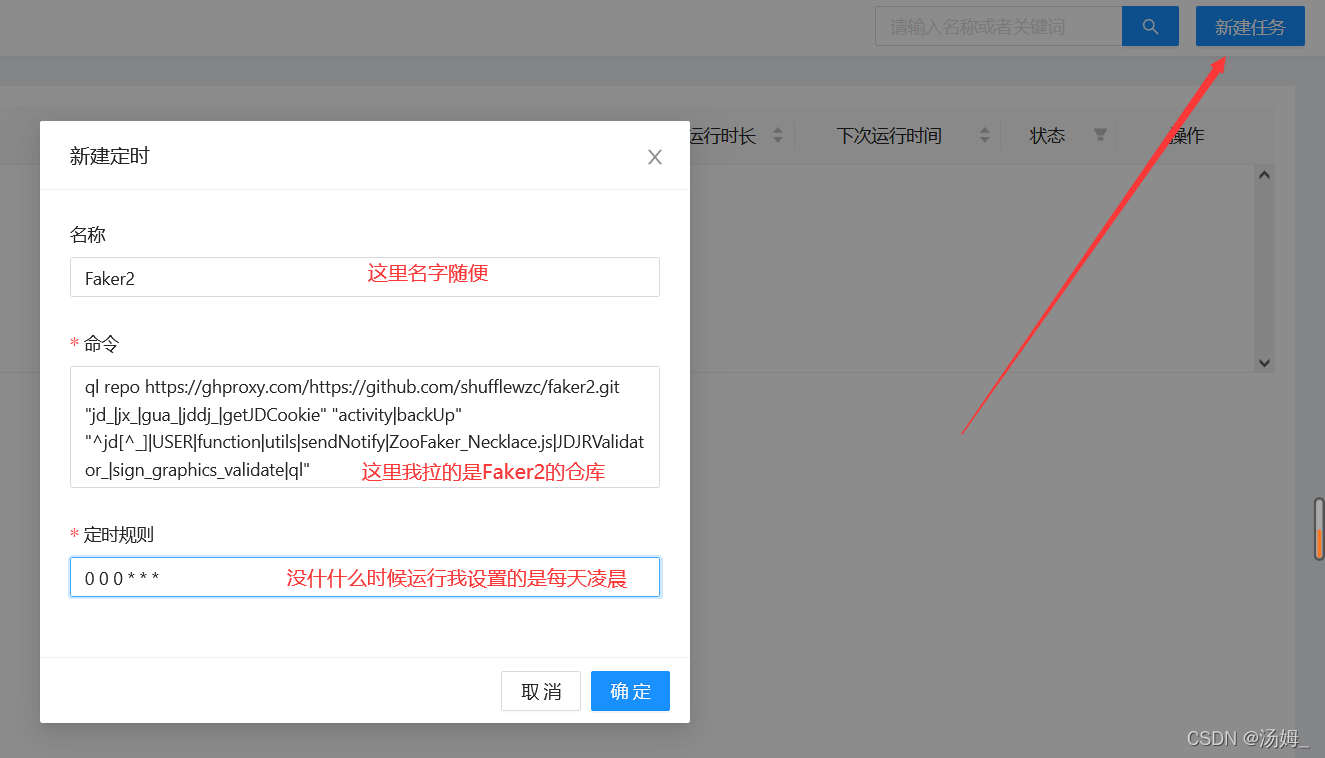 请输入名称或者关键词
新建任务
运行时长
下次运行时间
状态
操作
新建定时
名称
Faker2
这里名字随便
* 命令
ql repo https://ghproxy.com/https://github.com/shufflewzc/faker2.git
"jd_|jx_|gua_|jddj_|getJDCookie" "activity|backUp"
"^jd[^_]|USER|function|utils|sendNotify|ZooFaker_Necklace.js|JDJRValidat
or_|sign_graphics_validate|ql"
这里我拉的是Faker2的仓库
* 定时规则
0 0 0 * * *
没什什么时候运行我设置的是每天凌晨
取 消
确 定
CSDN @汤姆_